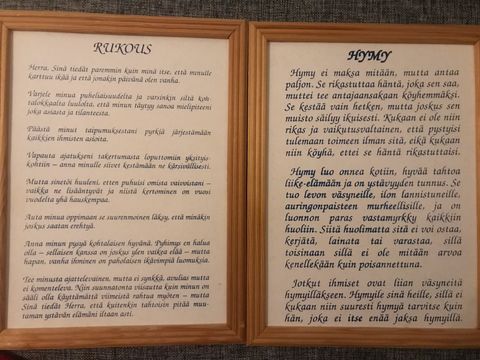 RUKOUS
Herra, Sinä tiedät paremmin kuin minä itse, että minulle
karttuu ikää ja että jonakin päivänä olen vanha.
Varjele minua puheliaisuudelta ja varsinkin siltä koh-
talokkaalta luulolta, että minun täytyy sanoa mielipiteeni
joka asiasta ja tilanteesta.
Päästä minut taipumuksestani pyrkiä järjestämään
kaikkien ihmisten asioita.
Vapauta ajatukseni takertumasta loputtomiin yksityis-
kohtiin – anna minulle siivet kestämään ne kärsivällisesti.
Mutta sinetöi huuleni, etten puhuisi omista vaivoistani –
vaikka ne lisääntyvät ja niistä kertominen on vuosi
vuodelta yhä hauskempaa.
Auta minua oppimaan se suurenmoinen läksy, että minäkin
joskus saatan erehtyä.
Anna minun pysyä kohtalaisen hyvänä. Pyhimys en halua
olla – sellaisen kanssa on joskus ylen vaikea elää – mutta
hapan, vanha ihminen on paholaisen ikävimpiä luomuksia.
Tee minusta ajattelevainen, mutta ei synkkä, avulias mutta
ei komenteleva. Niin suunnatonta viisautta kuin minun on
sääli olla käyttämättä viimeistä rahtua myöten – mutta
Sinä tiedät Herra, että kuitenkin tahtoisin pitää muu-
taman ystävän elämäni iltaan asti.
HYMY
Hymy ei maksa mitään, mutta antaa
paljon. Se rikastuttaa häntä, joka sen saa,
muttei tee antajaansakaan köyhemmäksi.
Se kestää vain hetken, mutta joskus sen
muisto säilyy ikuisesti. Kukaan ei ole niin
rikas ja vaikutusvaltainen, että pystyisi
tulemaan toimeen ilman sitä, eikä kukaan
niin köyhä, ettei se häntä rikastuttaisi.
Hymy luo onnea kotiin, hyvää tahtoa
liike-elämään ja on ystävyyden tunnus. Se
tuo levon väsyneille, ilon lannistuneille,
auringonpaisteen murheellisille, ja on
luonnon paras vastamyrkky kaikkiin
huoliin. Siitä huolimatta sitä ei voi ostaa,
kerjätä, lainata tai varastaa, sillä
toisinaan sillä ei ole mitään arvoa
kenellekään kuin poisannettuna.
Jotkut ihmiset ovat liian väsyneitä
hymyilläkseen. Hymyile sinä heille, sillä ei
kukaan niin suuresti hymyä tarvitse kuin
hän, joka ei itse enää jaksa hymyillä.